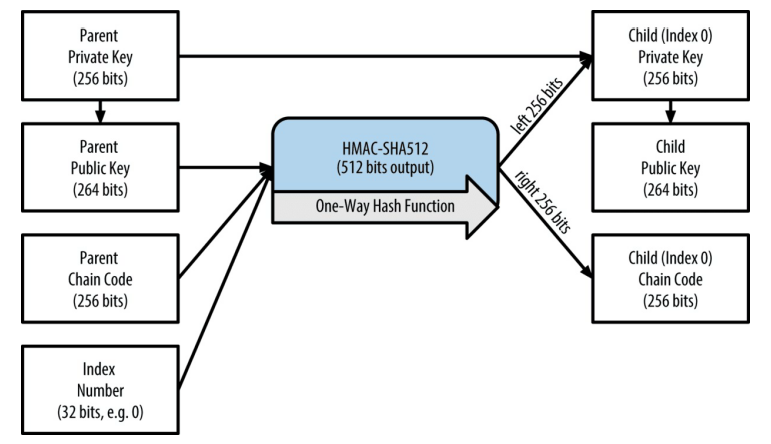 Parent
Private Key
(256 bits)
Parent
Public Key
(264 bits)
Parent
Chain Code
(256 bits)
Index
Number
(32 bits, e.g. 0)
HMAC-SHA512
(512 bits output)
One-Way Hash Function
left 256 bits
right 256 bits
Child (Index 0)
Private Key
(256 bits)
Child
Public Key
(264 bits)
Child (Index 0)
Chain Code
(256 bits)